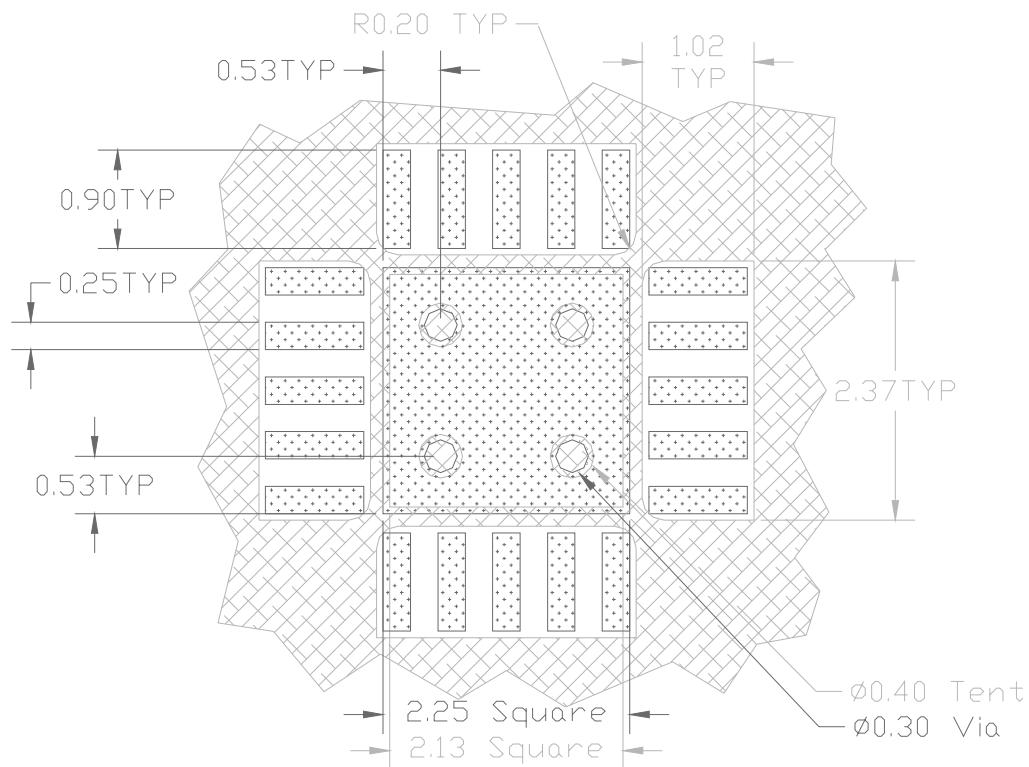 R0.20 TYP
1.02
TYP
0.53TYP
0.90TYP
0.25TYP
2.37TYP
0.53TYP
Ø0.40 Tent
2.25 Square
Ø0.30 Via
2.13 Square